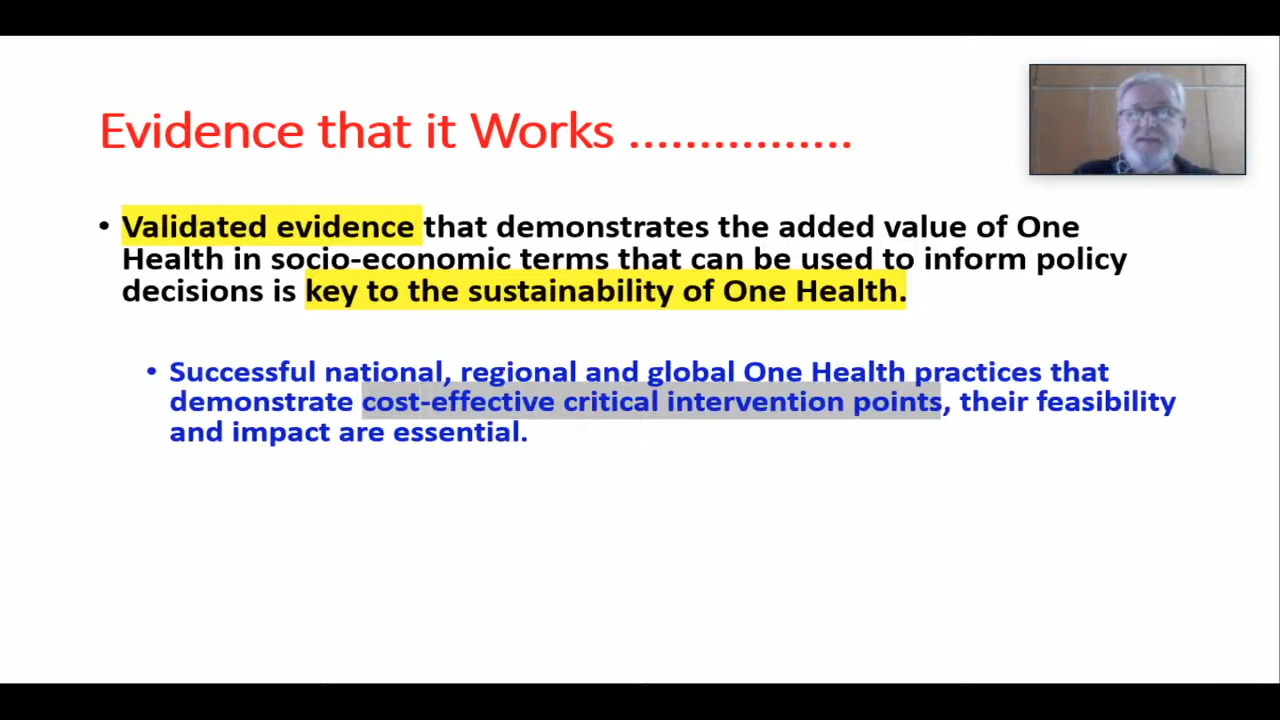 Evidence that it Works ................
• Validated evidence that demonstrates the added value of One
Health in socio-economic terms that can be used to inform policy
decisions is key to the sustainability of One Health.
• Successful national, regional and global One Health practices that
demonstrate cost-effective critical intervention points, their feasibility
and impact are essential.